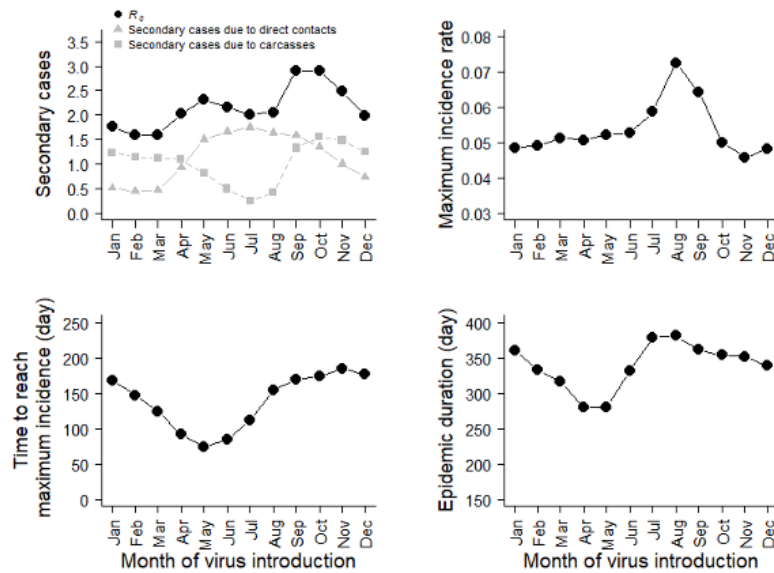 R0
Secondary cases due to direct contacts
Secondary cases due to carcasses
Secondary cases
3.5
3.0
2.5
2.0
1.5
1.0
0.5
0.0
Jan Feb Mar Apr May Jun Jul Aug Sep Oct Nov Dec
Maximum incidence rate
0.08
0.07
0.06
0.05
0.04
0.03
Jan Feb Mar Apr May Jun Jul Aug Sep Oct Nov Dec
Time to reach
maximum incidence (day)
250
200
150
100
50
0
Jan Feb Mar Apr May Jun Jul Aug Sep Oct Nov Dec
Month of virus introduction
Epidemic duration (day)
400
350
300
250
200
150
Jan Feb Mar Apr May Jun Jul Aug Sep Oct Nov Dec
Month of virus introduction